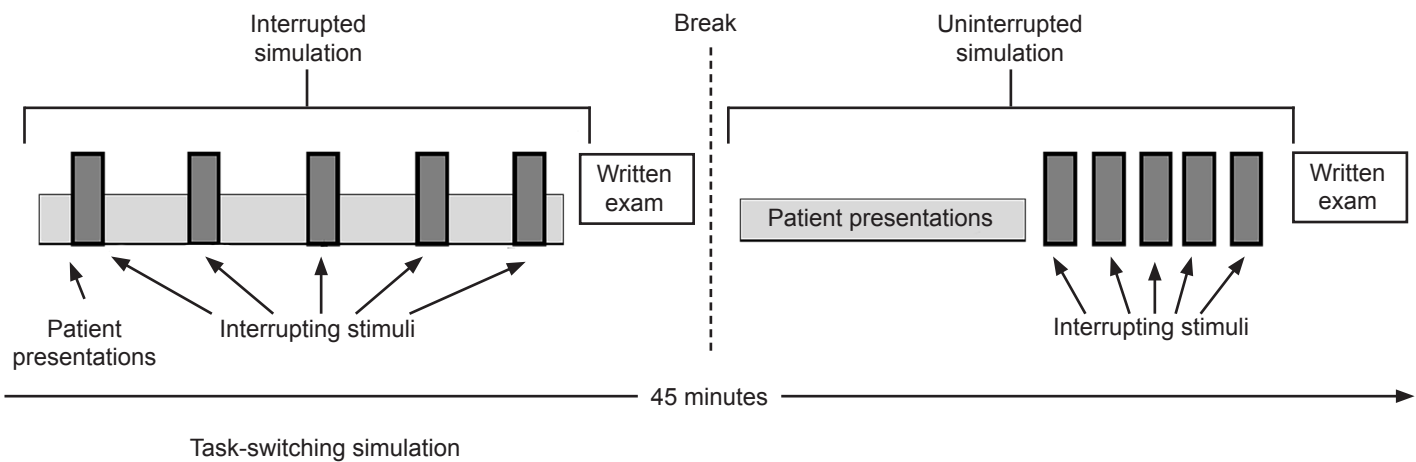 Interrupted
simulation
Break
Uninterrupted
simulation
Written
exam
Patient presentations
Written
exam
Patient
presentations
Interrupting stimuli
Interrupting stimuli
45 minutes
Task-switching simulation